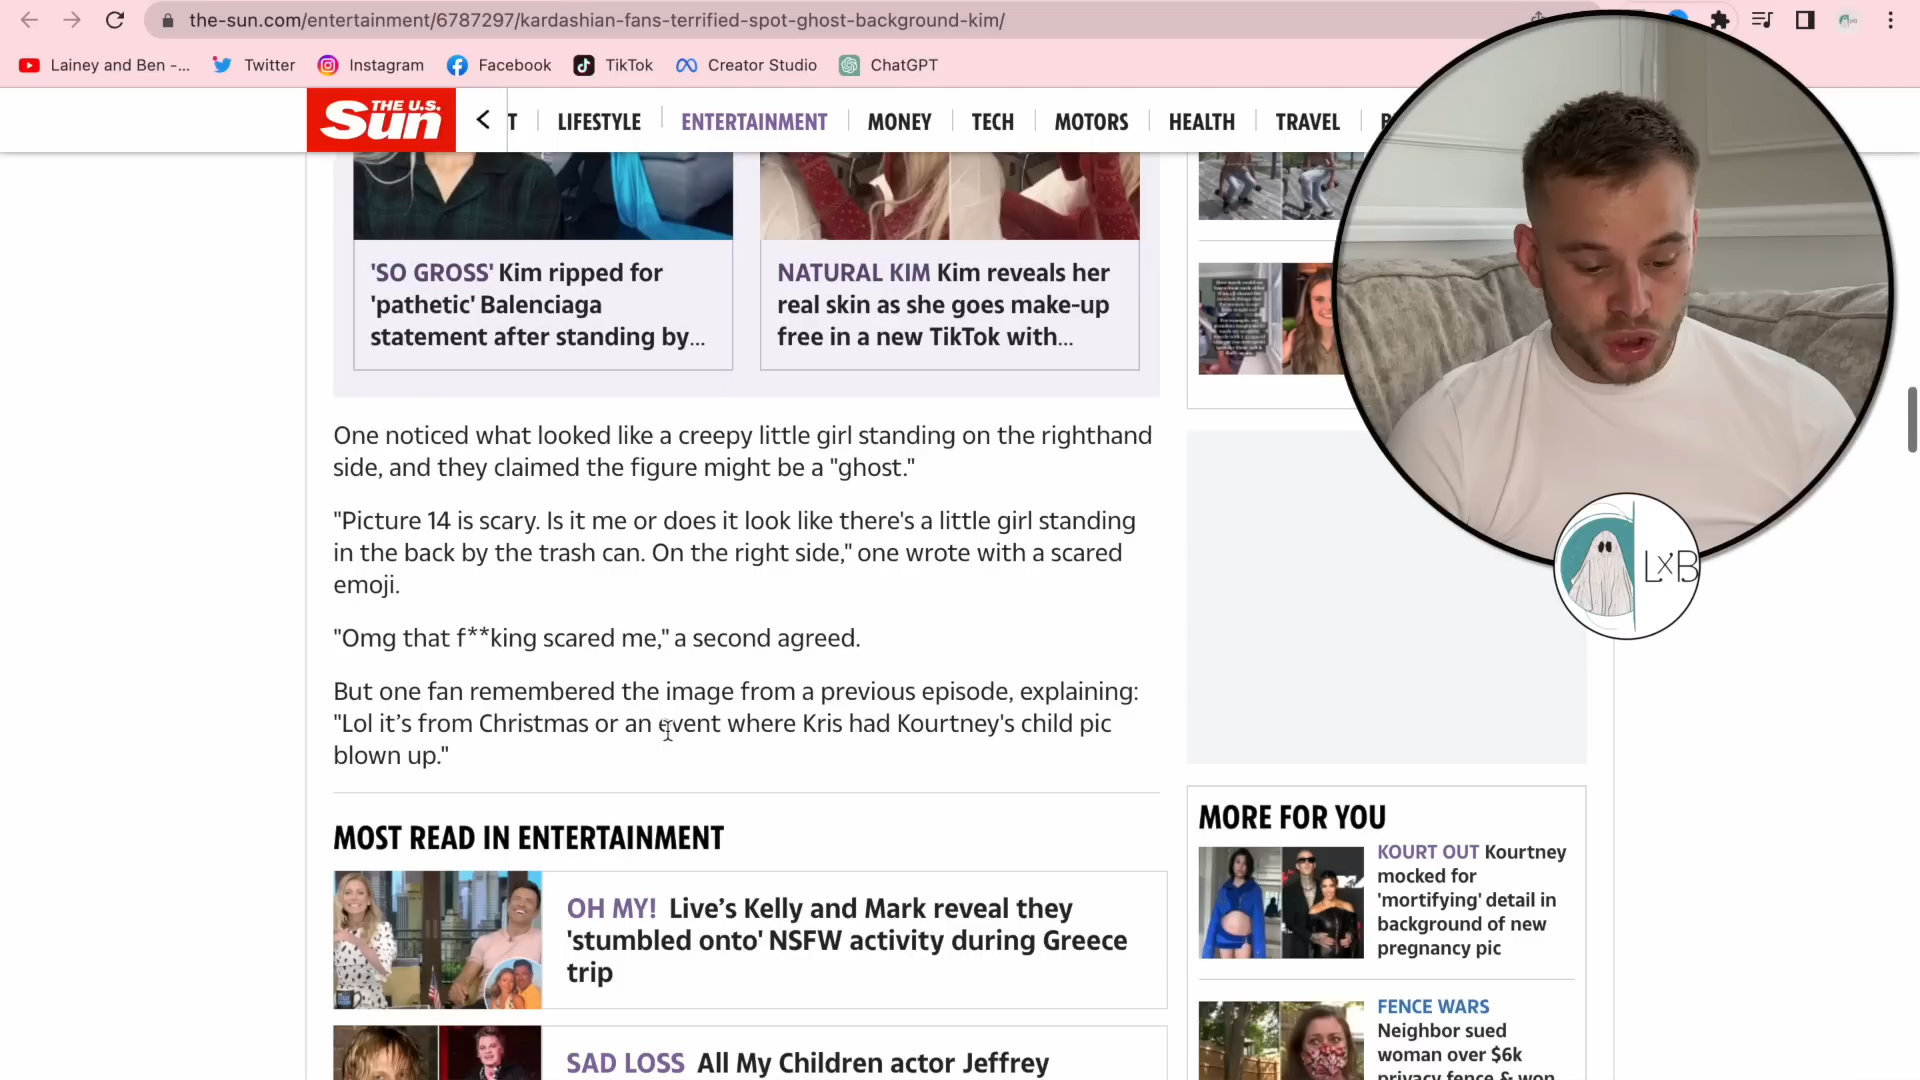 the-sun.com/entertainment/6787297/kardashian-fans-terrified-spot-ghost-background-kim/
Lainey and Ben -... Twitter Instagram Facebook TikTok Creator Studio ChatGPT
THE U.S.
Sun
T LIFESTYLE ENTERTAINMENT MONEY TECH MOTORS HEALTH TRAVEL
'SO GROSS' Kim ripped for
'pathetic' Balenciaga
statement after standing by...
NATURAL KIM Kim reveals her
real skin as she goes make-up
free in a new TikTok with...
One noticed what looked like a creepy little girl standing on the righthand
side, and they claimed the figure might be a "ghost."
"Picture 14 is scary. Is it me or does it look like there's a little girl standing
in the back by the trash can. On the right side," one wrote with a scared
emoji.
"Omg that f**king scared me," a second agreed.
But one fan remembered the image from a previous episode, explaining:
"Lol it’s from Christmas or an event where Kris had Kourtney's child pic
blown up."
LxB
MOST READ IN ENTERTAINMENT
OH MY! Live’s Kelly and Mark reveal they
'stumbled onto' NSFW activity during Greece
trip
SAD LOSS All My Children actor Jeffrey
MORE FOR YOU
KOURT OUT Kourtney
mocked for
'mortifying' detail in
background of new
pregnancy pic
FENCE WARS
Neighbor sued
woman over $6k
privacy fence & won